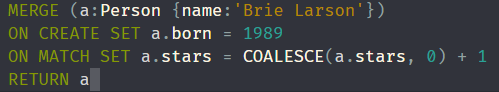 MERGE (a:Person {name:'Brie Larson'})
ON CREATE SET a.born = 1989
ON MATCH SET a.stars = COALESCE(a.stars, 0) + 1
RETURN a